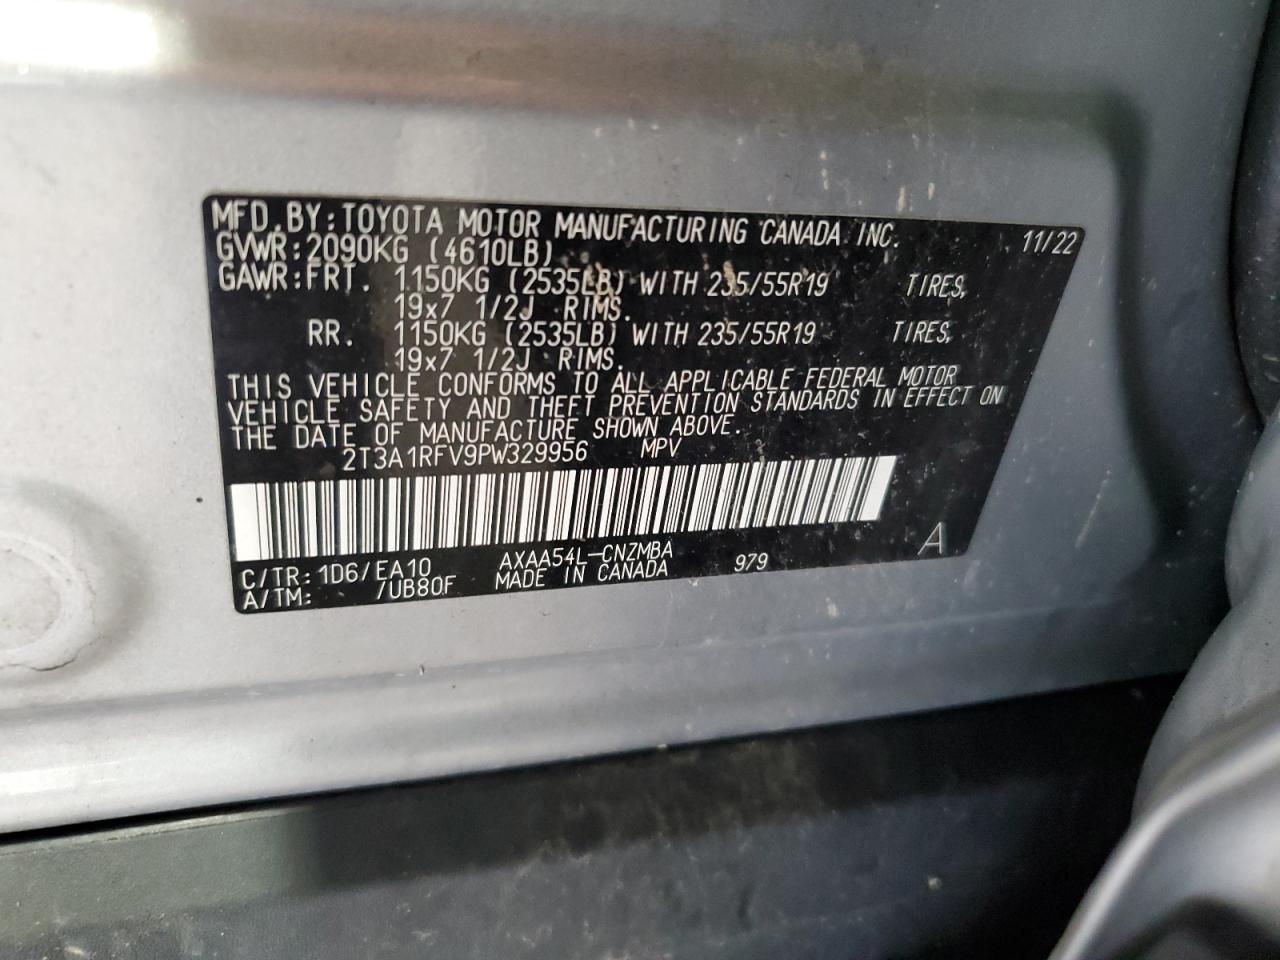 MFD.BY:TOYOTA MOTOR MANUFACTURING CANADA INC. 11/22
GVWR:2090KG (4610LB)
GAWR:FRT. 1150KG (2535LB) WITH 235/55R19 TIRES,
19x7 1/2J RIMS.
RR. 1150KG (2535LB) WITH 235/55R19 TIRES,
19x7 1/2J RIMS.
THIS VEHICLE CONFORMS TO ALL APPLICABLE FEDERAL MOTOR
VEHICLE SAFETY AND THEFT PREVENTION STANDARDS IN EFFECT ON
THE DATE OF MANUFACTURE SHOWN ABOVE.
2T3A1RFV9PW329956 MPV
C/TR: 1D6/EA10 AXAA54L-CNZMBA 979 A
A/TM: /UB80F MADE IN CANADA